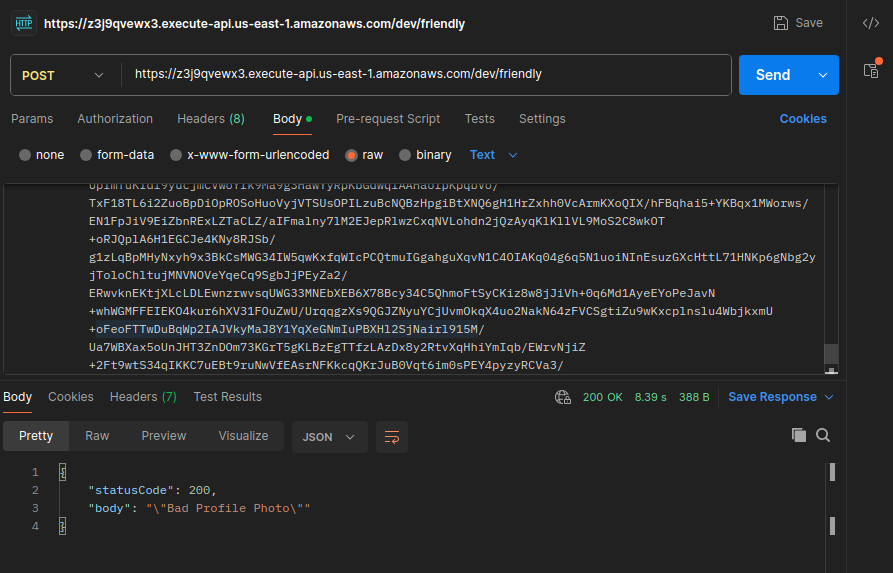 HTTP https://z3j9qvewx3.execute-api.us-east-1.amazonaws.com/dev/friendly Save
POST https://z3j9qvewx3.execute-api.us-east-1.amazonaws.com/dev/friendly Send
Params Authorization Headers (8) Body Pre-request Script Tests Settings Cookies
none form-data x-www-form-urlencoded raw binary Text
TxF18TL6i2ZuoBpDiOpROSoHuoVyjVTSUsOPILzuBcNQBzHpgiBtXNQ6gH1HrZxhh0VcArmKXoQIX/hFBqhai5+YKBqx1MWorws/
EN1FpJiV9EiZbnRExLZTaCLZ/aIFmalny7lM2EJepRlwzCxqNVLohdn2jQzAyqKlKllVL9MoS2C8wkOT
+oRJQplA6H1EGCJe4KNy8RJSb/
g1zLqBpMHyNxyh9x3BkCsMWG34IW5qwKxfqWIcPCQtmuIGgahguXqvN1C4OIAKq04g6q5N1uoiNInEsuzGXcHttL71HNKp6gNbg2y
jToloChltujMNVNOVeYqeCq9SgbJjPEyZa2/
ERwvknEKtjXLcLDLEwnzrwvsqUWG33MNEbXEB6X78Bcy34C5QhmoFtSyCKiz8w8jJiVh+0q6Md1AyeEYoPeJavN
+whWGMFFEIEKO4kur6hXV31FOuZwU/UrqqgzXs9QGJZNyuYCjUvmOkqX4uo2NakN64zFVCSgtiZu9wKxcplnslu4WbjkxmU
+oFeoFTTwDuBqWp2IAJVkyMaJ8Y1YqXeGNmIuPBXHl2SjNairl915M/
Ua7WBXax5oUnJHT3ZnDOm73KGrT5gKLBzEgTTfzLAzDx8y2RtvXqHhiYmIqb/EWrvNjiZ
+2Ft9wtS34qIKKC7uEBt9ruNwVfEAsrNFKkcqQKrJuB0Vqt6im0sPEY4pyzyRCVa3/
Body Cookies Headers (7) Test Results 200 OK 8.39 s 388 B Save Response
Pretty Raw Preview Visualize JSON
1 {
2 "statusCode": 200,
3 "body": "\"Bad Profile Photo\""
4 }